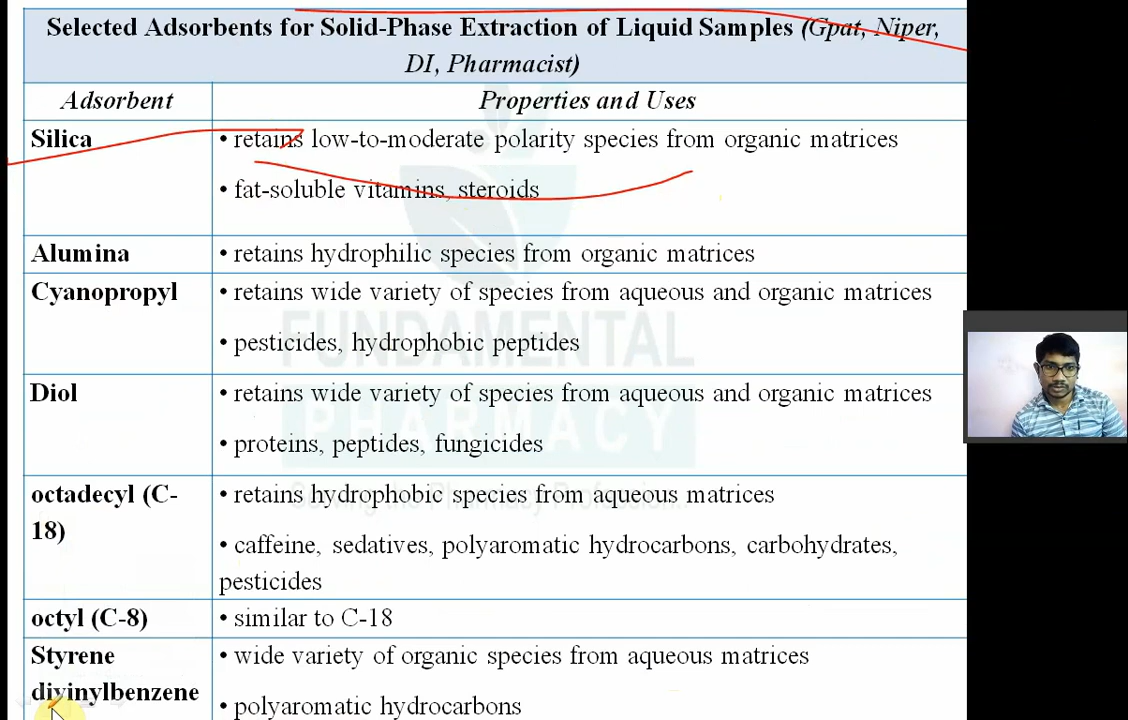 Selected Adsorbents for Solid-Phase Extraction of Liquid Samples (Gpat, Niper,
DI, Pharmacist)
Adsorbent Properties and Uses
Silica • retains low-to-moderate polarity species from organic matrices
• fat-soluble vitamins, steroids
Alumina • retains hydrophilic species from organic matrices
Cyanopropyl • retains wide variety of species from aqueous and organic matrices
• pesticides, hydrophobic peptides
FUNDAMENTAL
Diol • retains wide variety of species from aqueous and organic matrices
PHARMACY
• proteins, peptides, fungicides
octadecyl (C- • retains hydrophobic species from aqueous matrices
18)
• caffeine, sedatives, polyaromatic hydrocarbons, carbohydrates,
pesticides
octyl (C-8) • similar to C-18
Styrene • wide variety of organic species from aqueous matrices
divinylbenzene
• polyaromatic hydrocarbons